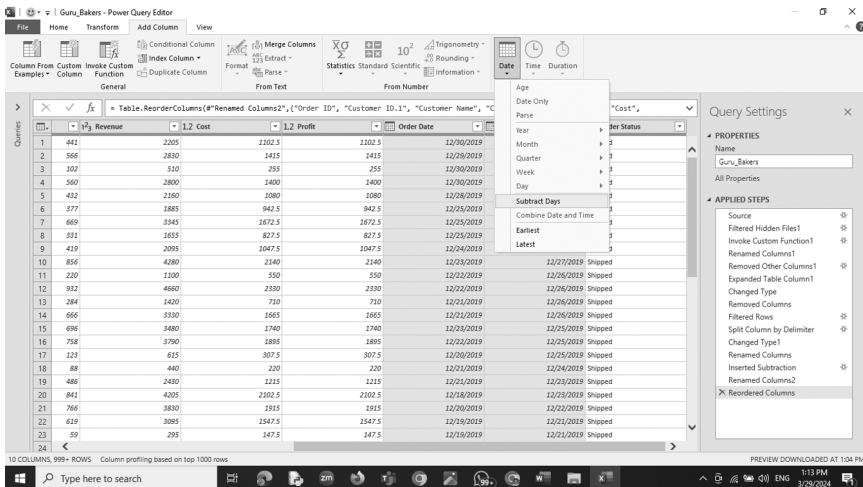 Guru_Bakers - Power Query Editor
File Home Transform Add Column View
Column From Examples Custom Column Invoke Custom Function
Conditional Column
Index Column
Duplicate Column
General
Format
Merge Columns
Extract
Parse
From Text
Statistics Standard Scientific
Trigonometry
Rounding
Information
From Number
Date Time Duration
Age
Date Only
Parse
Year
Month
Quarter
Week
Day
Subtract Days
Combine Date and Time
Earliest
Latest
= Table.ReorderColumns(#"Renamed Columns2",{"Order ID", "Customer ID.1", "Customer Name", "C "Cost",
Queries
Revenue 1.2 Cost 1.2 Profit Order Date der Status
1 441 2205 1102.5 1102.5 12/30/2019
2 566 2830 1415 1415 12/29/2019
3 102 510 255 255 12/30/2019
4 560 2800 1400 1400 12/30/2019
5 432 2160 1080 1080 12/28/2019
6 377 1885 942.5 942.5 12/25/2019
7 669 3345 1672.5 1672.5 12/25/2019
8 331 1655 827.5 827.5 12/25/2019
9 419 2095 1047.5 1047.5 12/24/2019
10 856 4280 2140 2140 12/23/2019 12/27/2019 Shipped
11 220 1100 550 550 12/22/2019 12/26/2019 Shipped
12 932 4660 2330 2330 12/22/2019 12/26/2019 Shipped
13 284 1420 710 710 12/21/2019 12/26/2019 Shipped
14 666 3330 1665 1665 12/21/2019 12/26/2019 Shipped
15 696 3480 1740 1740 12/23/2019 12/25/2019 Shipped
16 758 3790 1895 1895 12/22/2019 12/25/2019 Shipped
17 123 615 307.5 307.5 12/20/2019 12/25/2019 Shipped
18 88 440 220 220 12/21/2019 12/24/2019 Shipped
19 486 2430 1215 1215 12/21/2019 12/23/2019 Shipped
20 841 4205 2102.5 2102.5 12/18/2019 12/23/2019 Shipped
21 766 3830 1915 1915 12/20/2019 12/22/2019 Shipped
22 619 3095 1547.5 1547.5 12/19/2019 12/21/2019 Shipped
23 59 295 147.5 147.5 12/19/2019 12/21/2019 Shipped
24
Query Settings
PROPERTIES
Name
Guru_Bakers
All Properties
APPLIED STEPS
Source
Filtered Hidden Files1
Invoke Custom Function1
Renamed Columns1
Removed Other Columns1
Expanded Table Column1
Changed Type
Removed Columns
Filtered Rows
Split Column by Delimiter
Changed Type1
Renamed Columns
Inserted Subtraction
Renamed Columns2
Reordered Columns
10 COLUMNS, 999+ ROWS Column profiling based on top 1000 rows
PREVIEW DOWNLOADED AT 1:04 PM
Type here to search
zm
99+
ENG
1:13 PM
3/29/2024